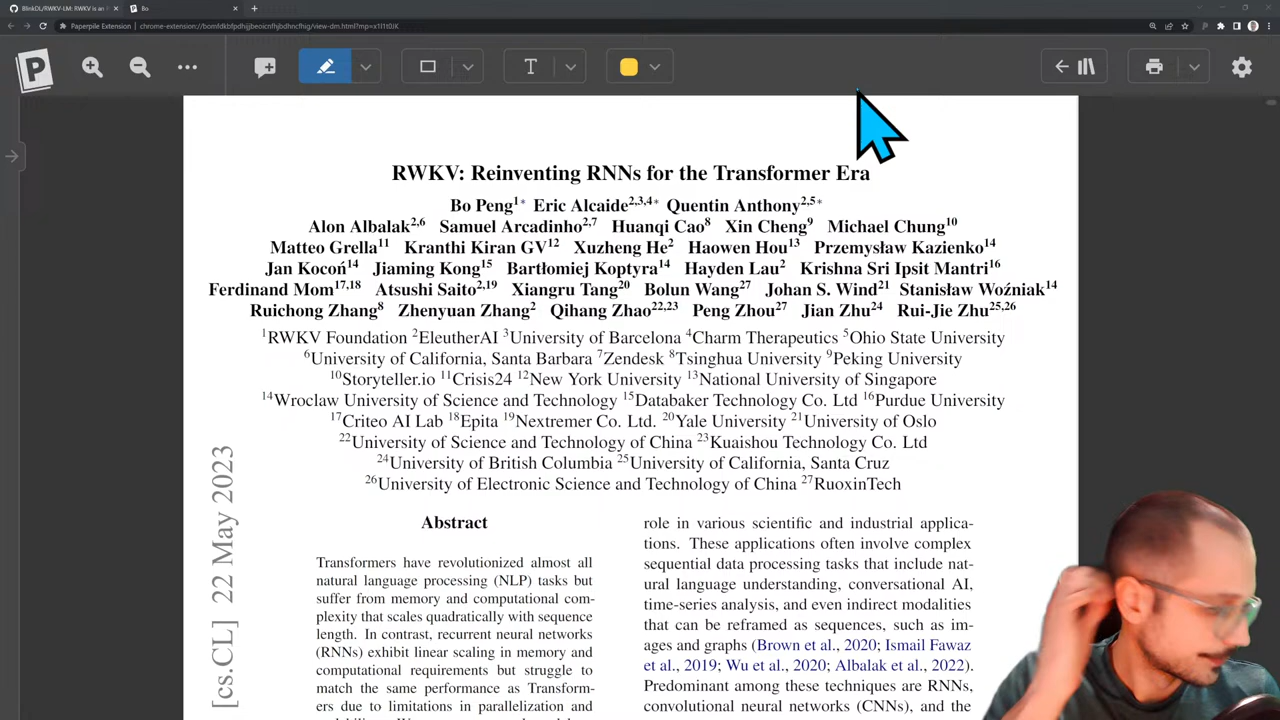 BlinkDL/RWKV-LM: RWKV is an
Bo
Paperpile Extension
P
T
RWKV: Reinventing RNNs for the Transformer Era
Bo Peng1* Eric Alcaide2,3,4* Quentin Anthony2,5*
Alon Albalak2,6 Samuel Arcadinho2,7 Huanqi Cao8 Xin Cheng9 Michael Chung10
Matteo Grella11 Kranthi Kiran GV12 Xuzheng He2 Haowen Hou13 Przemysław Kazienko14
Jan Kocoń14 Jiaming Kong15 Bartłomiej Koptyra14 Hayden Lau2 Krishna Sri Ipsit Mantri16
Ferdinand Mom17,18 Atsushi Saito2,19 Xiangru Tang20 Bolun Wang27 Johan S. Wind21 Stanisław Woźniak14
Ruichong Zhang8 Zhenyuan Zhang2 Qihang Zhao22,23 Peng Zhou27 Jian Zhu24 Rui-Jie Zhu25,26
1RWKV Foundation 2EleutherAI 3University of Barcelona 4Charm Therapeutics 5Ohio State University
6University of California, Santa Barbara 7Zendesk 8Tsinghua University 9Peking University
10Storyteller.io 11Crisis24 12New York University 13National University of Singapore
14Wroclaw University of Science and Technology 15Databaker Technology Co. Ltd 16Purdue University
17Criteo AI Lab 18Epita 19Nextremer Co. Ltd. 20Yale University 21University of Oslo
22University of Science and Technology of China 23Kuaishou Technology Co. Ltd
24University of British Columbia 25University of California, Santa Cruz
26University of Electronic Science and Technology of China 27RuoxinTech
[cs.CL] 22 May 2023
Abstract
Transformers have revolutionized almost all
natural language processing (NLP) tasks but
suffer from memory and computational com-
plexity that scales quadratically with sequence
length. In contrast, recurrent neural networks
(RNNs) exhibit linear scaling in memory and
computational requirements but struggle to
match the same performance as Transform-
ers due to limitations in parallelization and
role in various scientific and industrial applica-
tions. These applications often involve complex
sequential data processing tasks that include nat-
ural language understanding, conversational AI,
time-series analysis, and even indirect modalities
that can be reframed as sequences, such as im-
ages and graphs (Brown et al., 2020; Ismail Fawaz
et al., 2019; Wu et al., 2020; Albalak et al., 2022).
Predominant among these techniques are RNNs,
convolutional neural networks (CNNs), and the